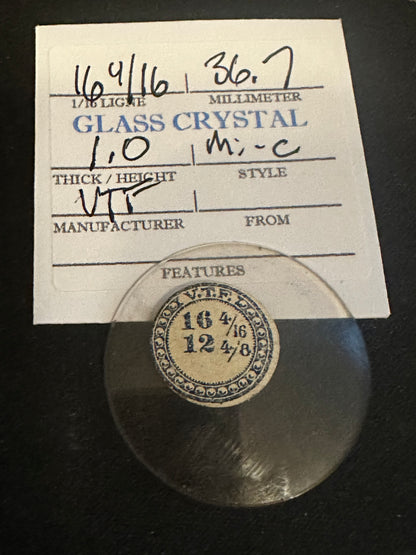 16 4/16 | 36.7
1/16 LIGNE MILLIMETER
GLASS CRYSTAL
1.0 | Mi-C
THICK / HEIGHT STYLE
VTF |
MANUFACTURER FROM
FEATURES
V.T.F.
16 4/16
12 4/8